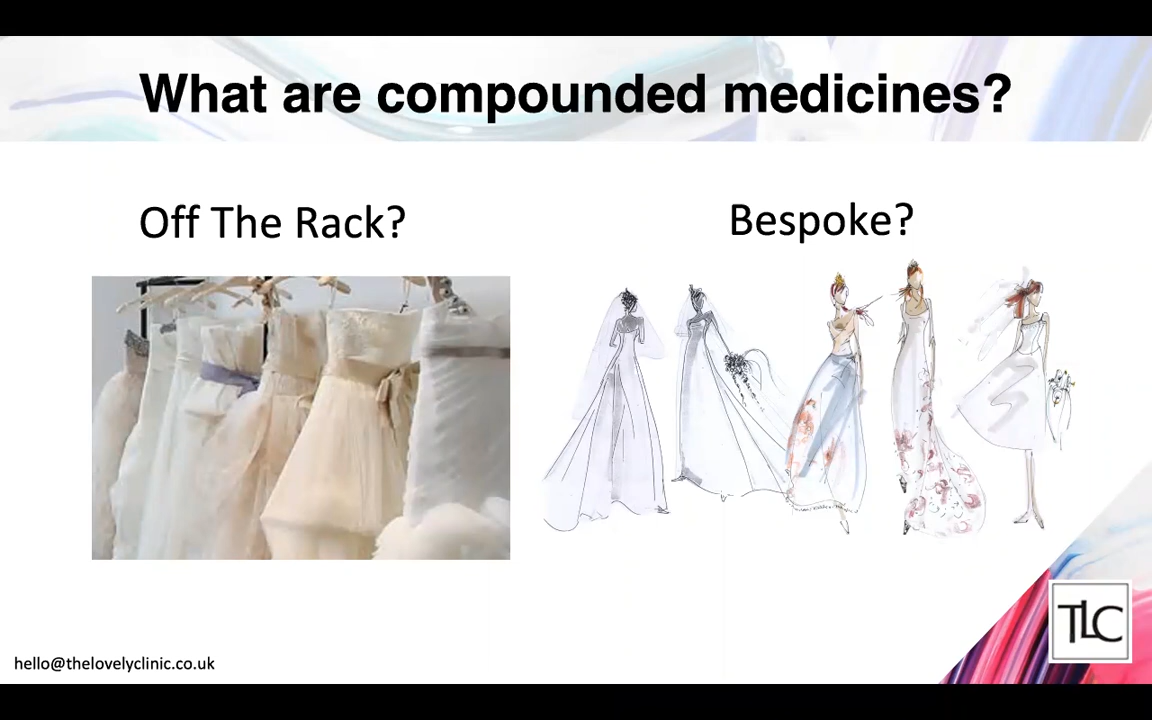 What are compounded medicines?
Off The Rack?
Bespoke?
TLC
hello@thelovelyclinic.co.uk